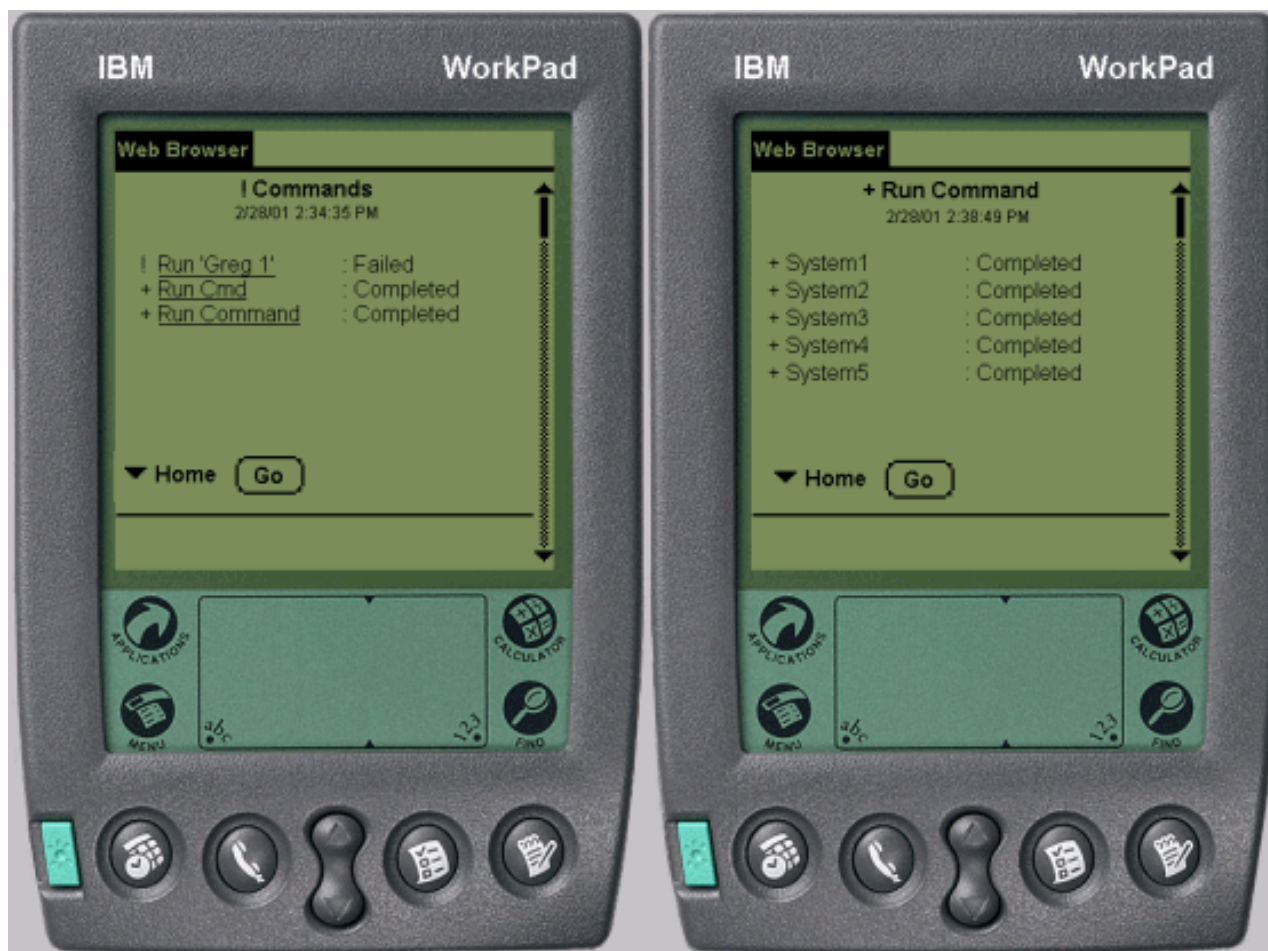 IBM WorkPad
Web Browser
! Commands
2/28/01 2:34:35 PM
! Run 'Greg 1' : Failed
+ Run Cmd : Completed
+ Run Command : Completed
Home Go
APPLICATIONS
CALCULATOR
MENU
abc
123
FIND
IBM WorkPad
Web Browser
+ Run Command
2/28/01 2:38:49 PM
+ System1 : Completed
+ System2 : Completed
+ System3 : Completed
+ System4 : Completed
+ System5 : Completed
Home Go
APPLICATIONS
CALCULATOR
MENU
abc
123
FIND